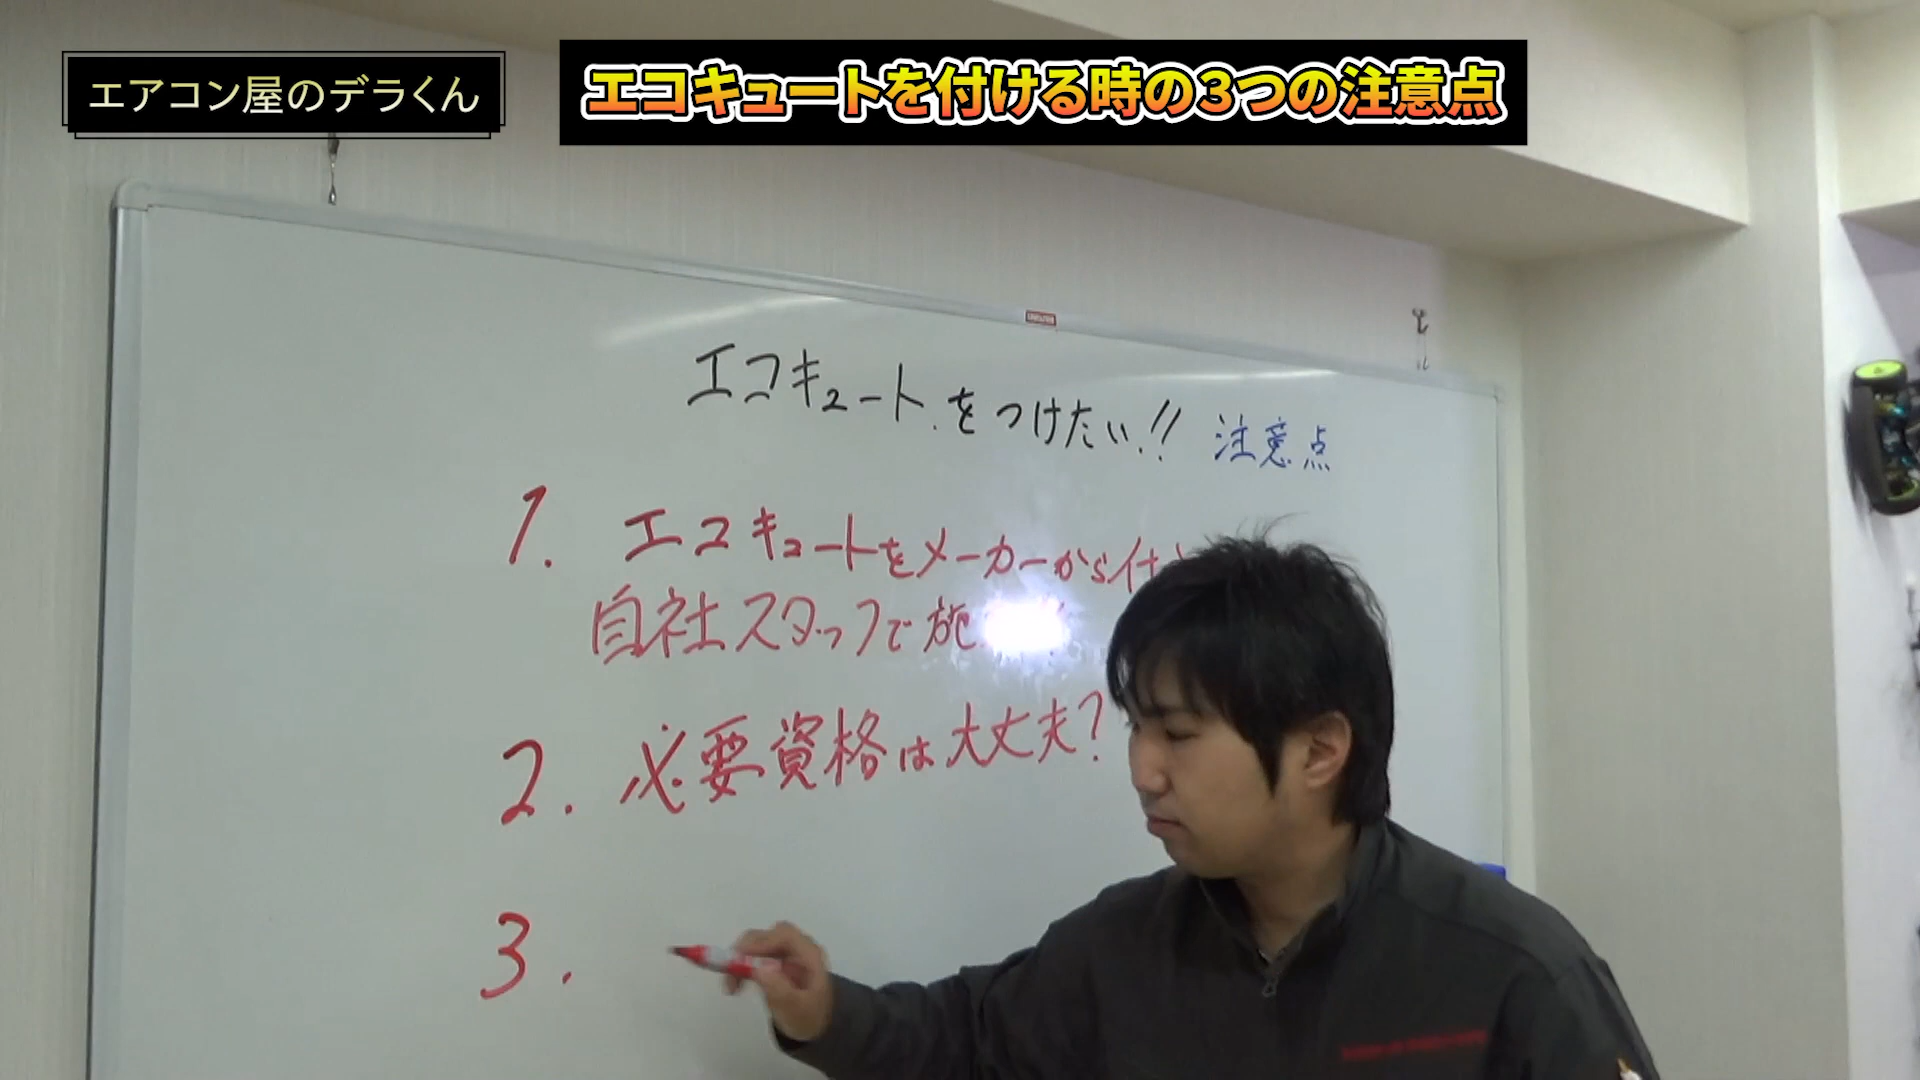 エアコン屋のデラくん
エコキュートを付ける時の3つの注意点
エコキュートをつけたい!! 注意点
1. エコキュートをメーカーから付
自社スタッフで施
2. 必要資格は大丈夫?
3.